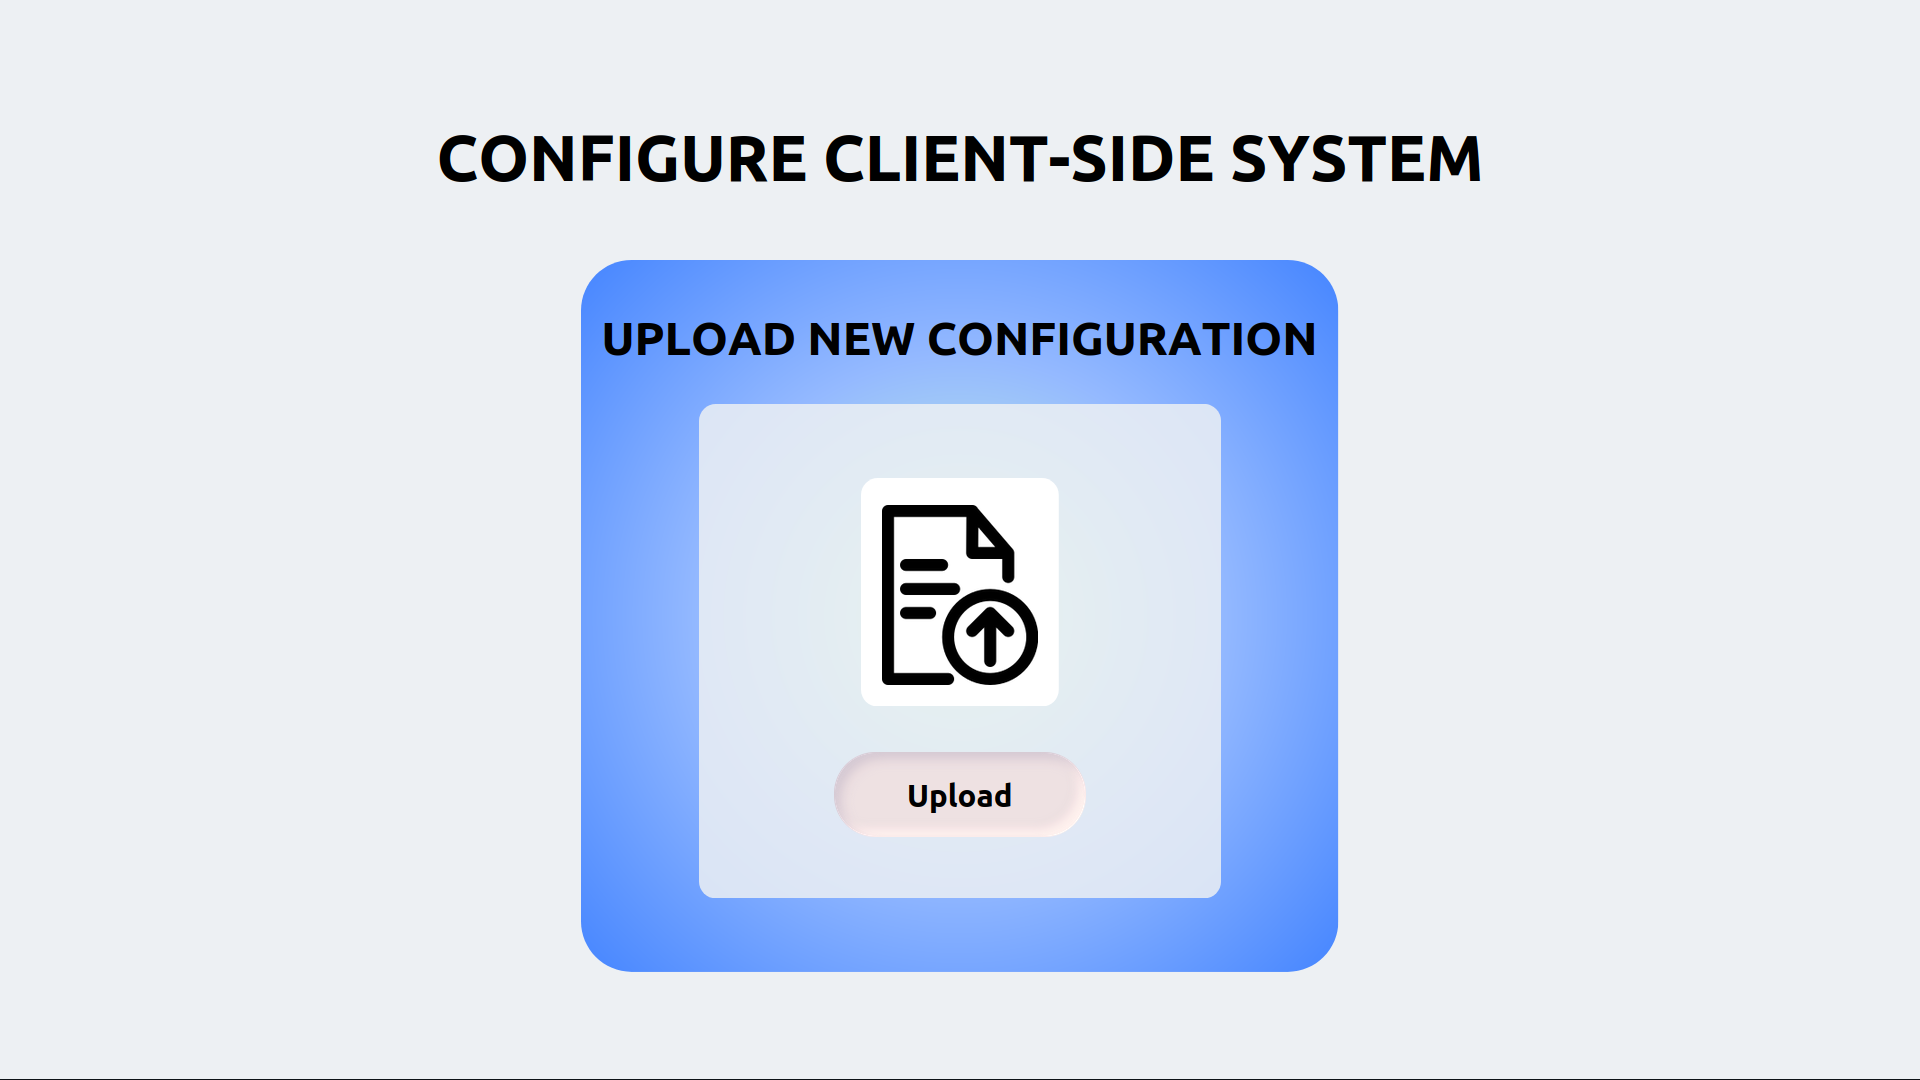 CONFIGURE CLIENT-SIDE SYSTEM
UPLOAD NEW CONFIGURATION
Upload